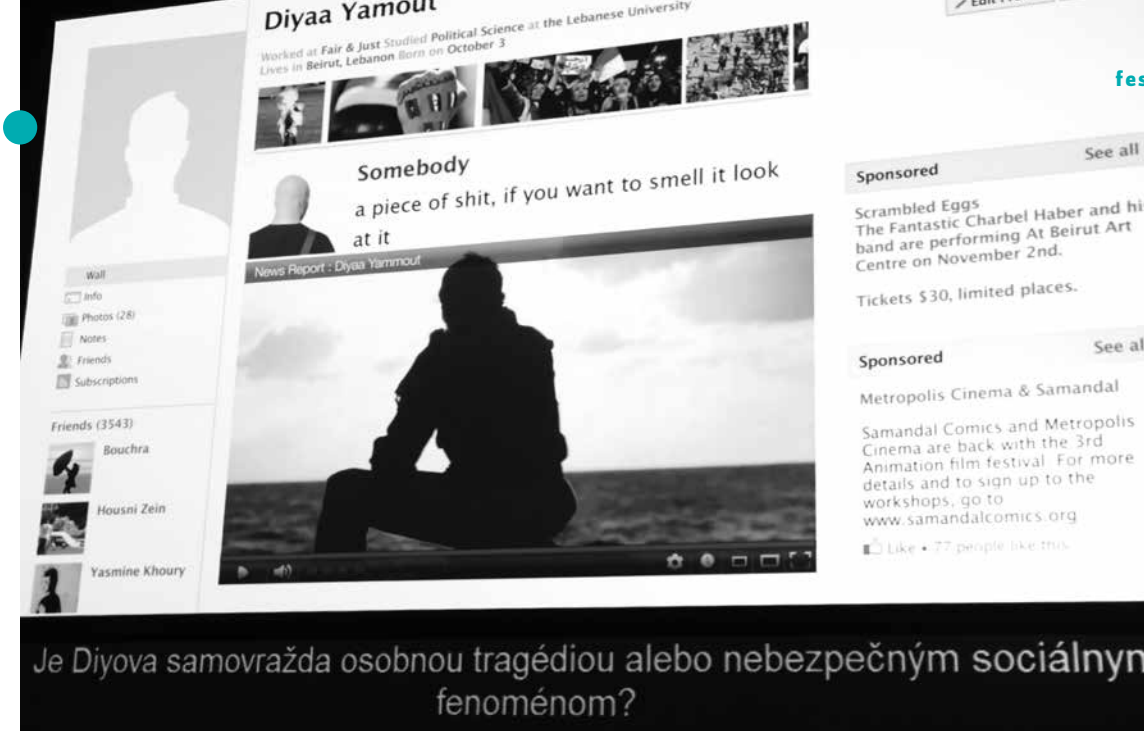 Diyaa Yamout
Worked at Fair & Just Studied Political Science at the Lebanese University
Lives in Beirut, Lebanon Born on October 3
fes
Somebody
a piece of shit, if you want to smell it look
at it
News Report : Diyaa Yammout
Wall
Info
Photos (28)
Notes
Friends
Subscriptions
Friends (3543)
Bouchra
Housni Zein
Yasmine Khoury
Sponsored See all
Scrambled Eggs
The Fantastic Charbel Haber and his
band are performing At Beirut Art
Centre on November 2nd.
Tickets $30, limited places.
Sponsored See al
Metropolis Cinema & Samandal
Samandal Comics and Metropolis
Cinema are back with the 3rd
Animation film festival. For more
details and to sign up to the
workshops, go to
www.samandalcomics.org
Like • 77 people like this
Je Diyova samovražda osobnou tragédiou alebo nebezpečným sociálnyn
fenoménom?